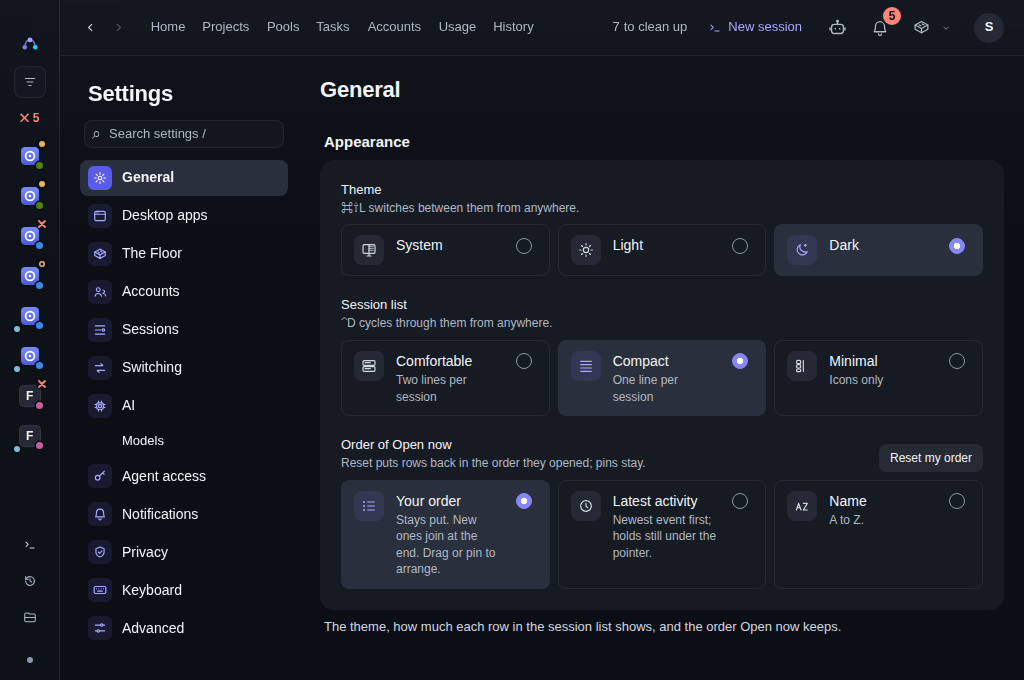 Home Projects Pools Tasks Accounts Usage History 7 to clean up New session 5 S
5
F
F
Settings
Search settings /
General
Desktop apps
The Floor
Accounts
Sessions
Switching
AI
Models
Agent access
Notifications
Privacy
Keyboard
Advanced
General
Appearance
Theme
⌘⇧L switches between them from anywhere.
System
Light
Dark
Session list
^D cycles through them from anywhere.
Comfortable
Two lines per
session
Compact
One line per
session
Minimal
Icons only
Order of Open now
Reset puts rows back in the order they opened; pins stay.
Reset my order
Your order
Stays put. New
ones join at the
end. Drag or pin to
arrange.
Latest activity
Newest event first;
holds still under the
pointer.
AZ
Name
A to Z.
The theme, how much each row in the session list shows, and the order Open now keeps.